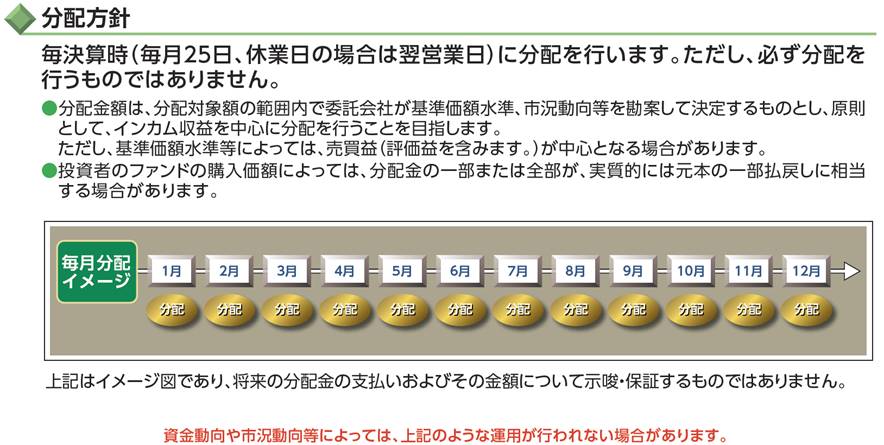 分配方針
毎決算時(毎月25日、休業日の場合は翌営業日)に分配を行います。ただし、必ず分配を
行うものではありません。
●分配金額は、分配対象額の範囲内で委託会社が基準価額水準、市況動向等を勘案して決定するものとし、原則
として、インカム収益を中心に分配を行うことを目指します。
ただし、基準価額水準等によっては、売買益(評価益を含みます。)が中心となる場合があります。
●投資者のファンドの購入価額によっては、分配金の一部または全部が、実質的には元本の一部払戻しに相当
する場合があります。
毎月分配
イメージ
1月 2月 3月 4月 5月 6月 7月 8月 9月 10月 11月 12月
分配 分配 分配 分配 分配 分配 分配 分配 分配 分配 分配 分配
上記はイメージ図であり、将来の分配金の支払いおよびその金額について示唆・保証するものではありません。
資金動向や市況動向等によっては、上記のような運用が行われない場合があります。